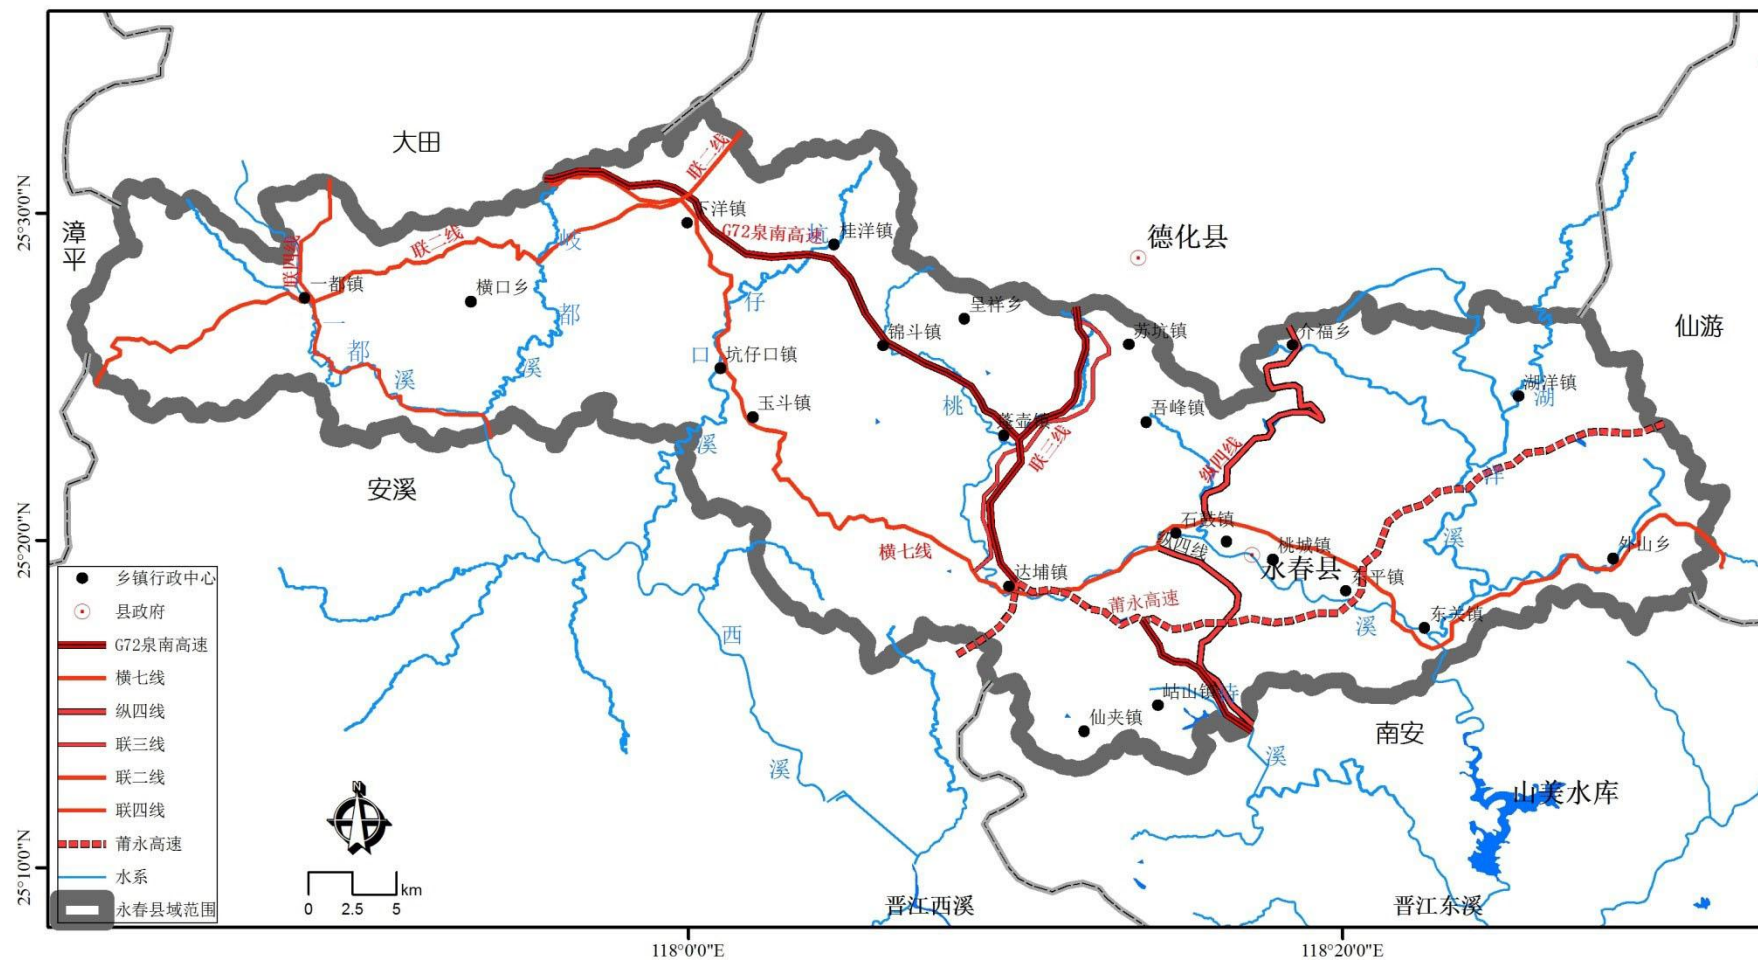 大田
联二线
25°30'0"N
漳平
下洋镇
德化县
G72泉南高速
坑
桂洋镇
联四线
联二线
岐
一都镇
横口乡
仔
呈祥乡
仙游
一
都
锦斗镇
苏坑镇
介福乡
都
溪
溪
口
坑仔口镇
湖洋镇
湖
玉斗镇
桃
吾峰镇
蓬壶镇
溪
联三线
纵四线
洋
安溪
25°20'0"N
石鼓镇
纵四线
横七线
桃城镇
溪
外山乡
永春县
达埔镇
东平镇
莆永高速
东关镇
溪
西
岵山镇
诗
仙夹镇
南安
溪
溪
山美水库
25°10'0"N
乡镇行政中心
县政府
G72泉南高速
横七线
纵四线
联三线
联二线
联四线
莆永高速
水系
永春县域范围
N
km
0 2.5 5
晋江西溪
晋江东溪
118°0'0"E
118°20'0"E